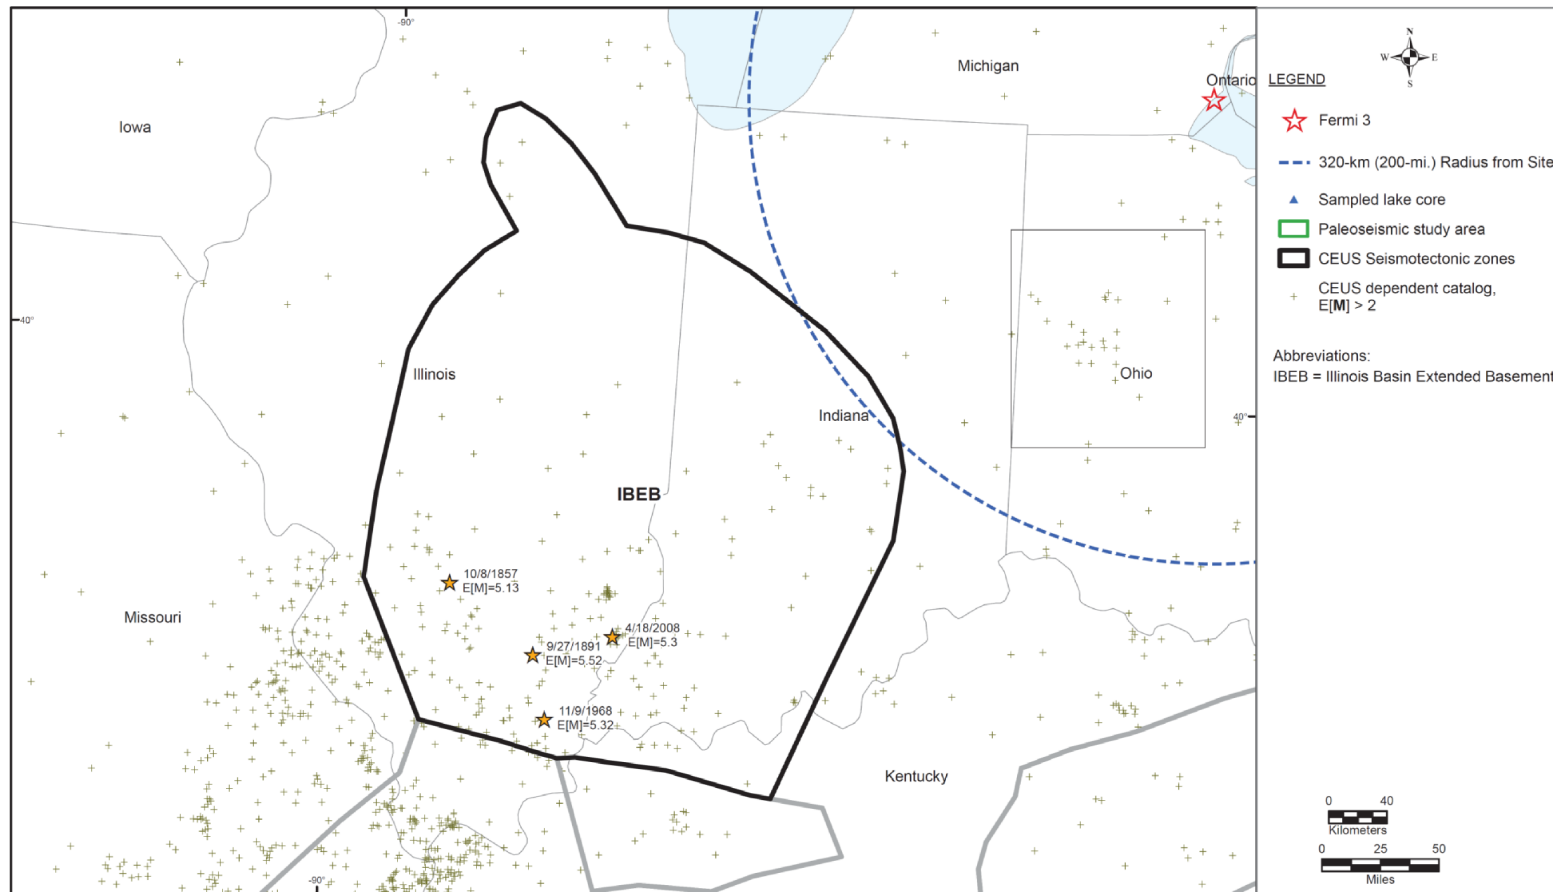 -90°
Michigan
Ontario
Iowa
40°
Illinois
Indiana
Ohio
40°
IBEB
10/8/1857
E[M]=5.13
4/18/2008
E[M]=5.3
9/27/1891
E[M]=5.52
11/9/1968
E[M]=5.32
Missouri
Kentucky
-90°
N
W E
S
LEGEND
Fermi 3
320-km (200-mi.) Radius from Site
Sampled lake core
Paleoseismic study area
CEUS Seismotectonic zones
CEUS dependent catalog,
E[M] > 2
Abbreviations:
IBEB = Illinois Basin Extended Basement
0 40
Kilometers
0 25 50
Miles